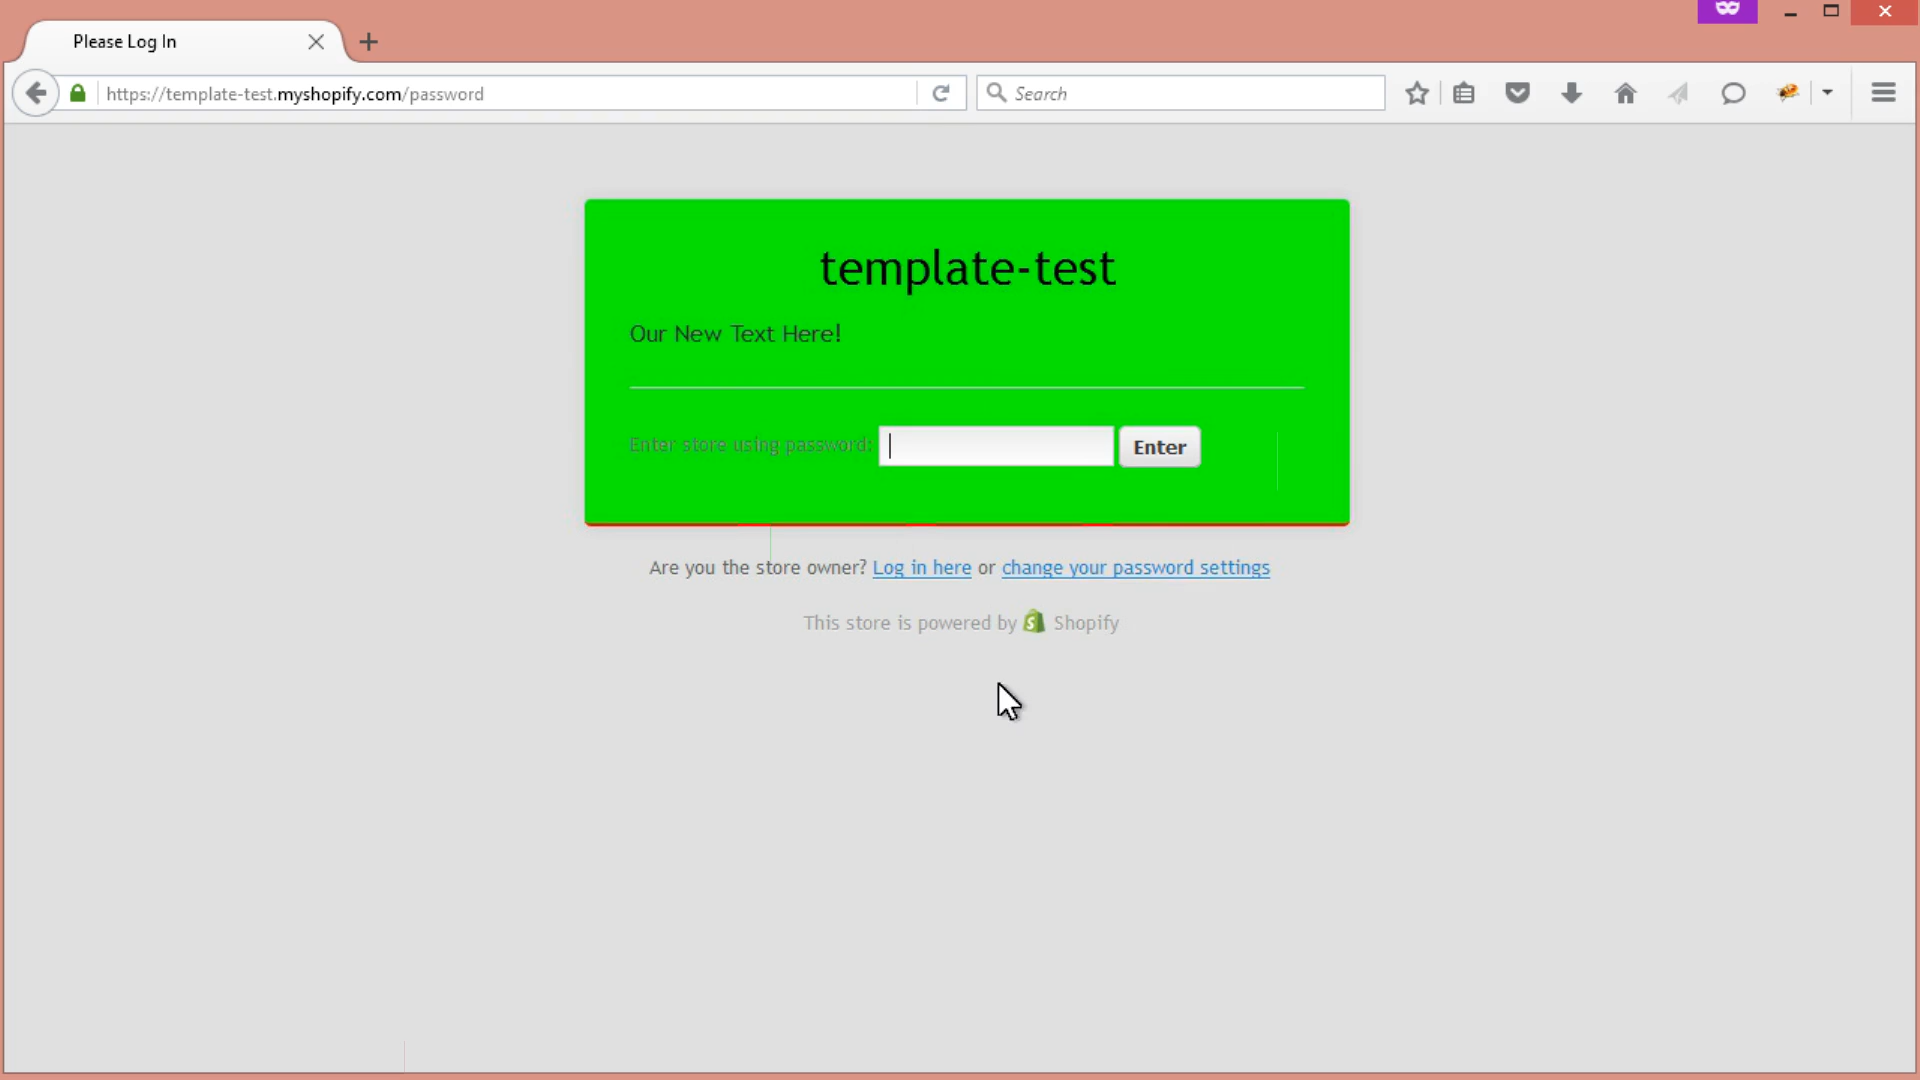 Please Log In
https://template-test.myshopify.com/password
Search
template-test
Our New Text Here!
Enter store using password:
Enter
Are you the store owner? Log in here or change your password settings
This store is powered by Shopify